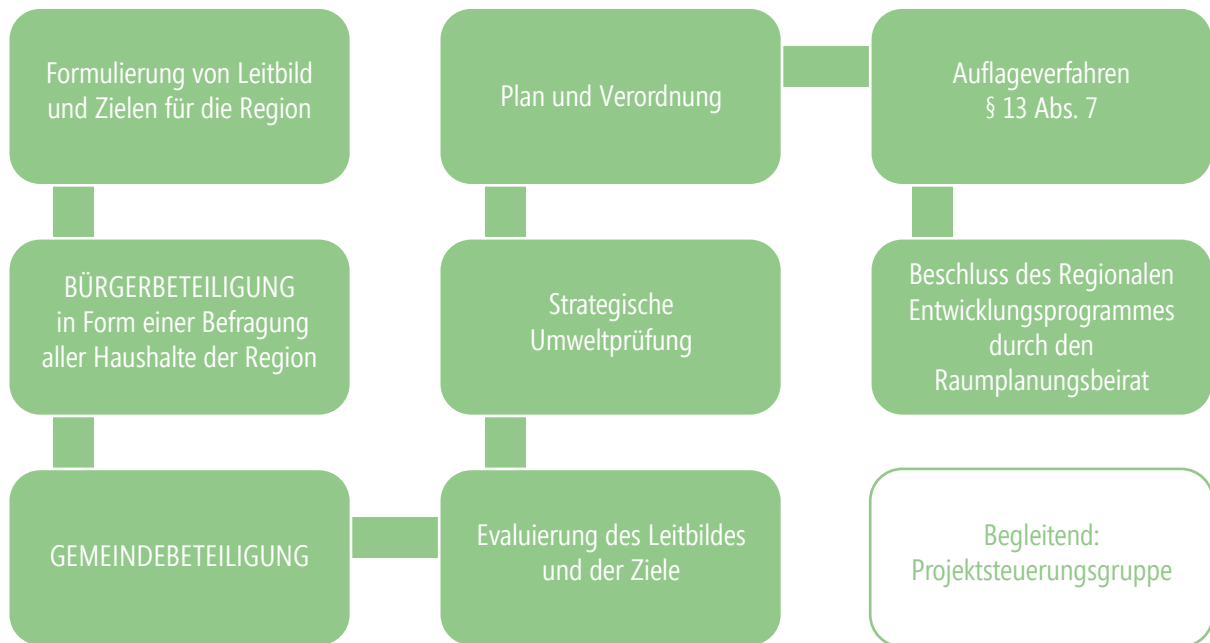 Formulierung von Leitbild
und Zielen für die Region
BÜRGERBETEILIGUNG
in Form einer Befragung
aller Haushalte der Region
GEMEINDEBETEILIGUNG
Evaluierung des Leitbildes
und der Ziele
Strategische
Umweltprüfung
Plan und Verordnung
Auflageverfahren
§ 13 Abs. 7
Beschluss des Regionalen
Entwicklungsprogrammes
durch den
Raumplanungsbeirat
Begleitend:
Projektsteuerungsgruppe